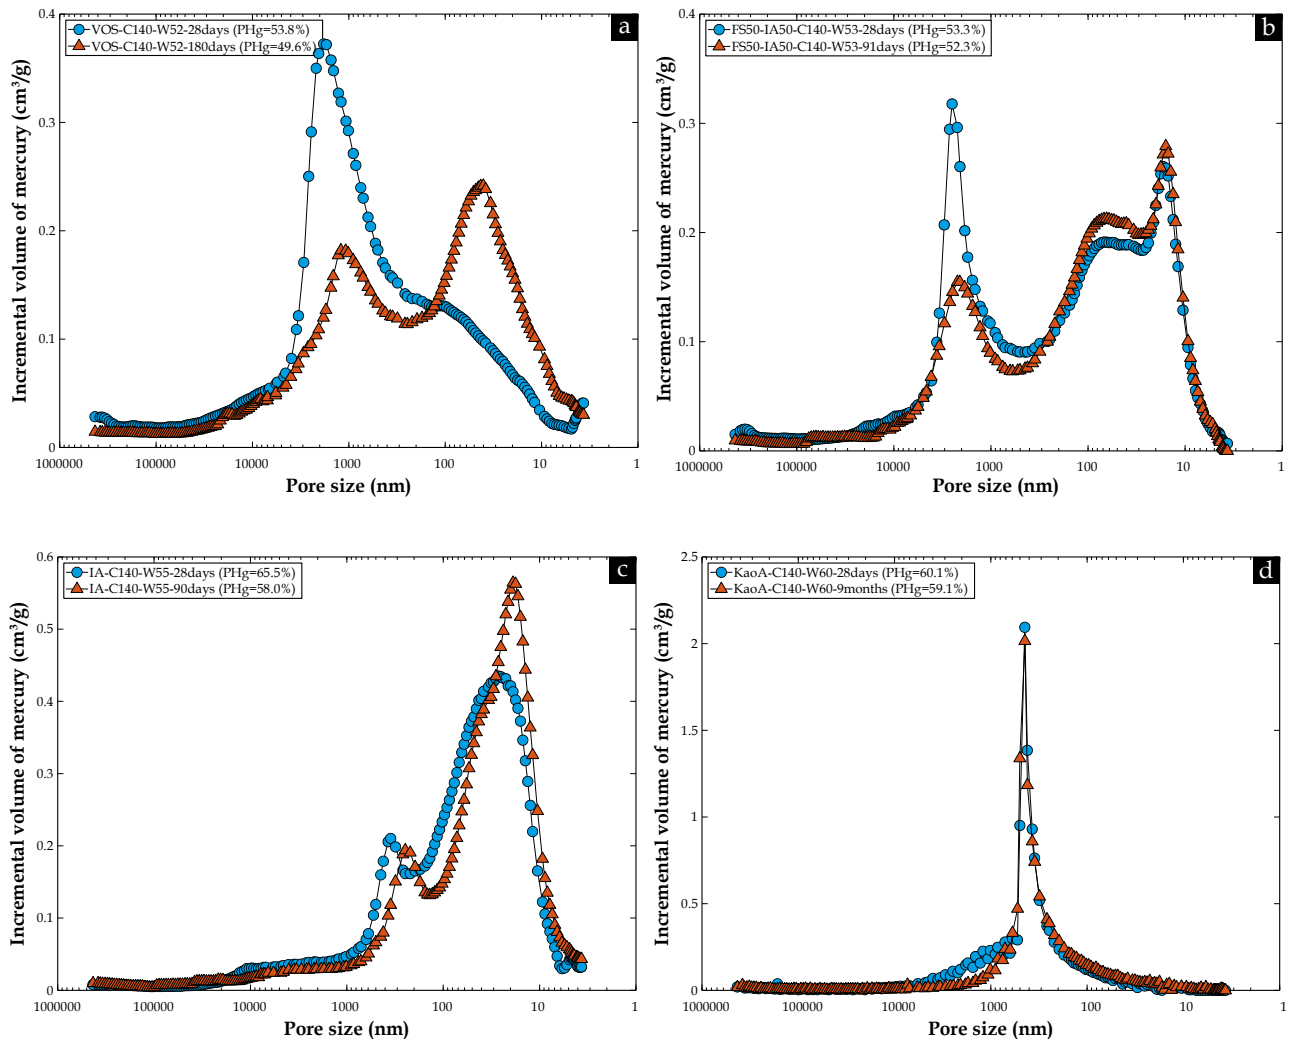 a
VOS-C140-W52-28days (PHg=53.8%)
VOS-C140-W52-180days (PHg=49.6%)
Incremental volume of mercury (cm³/g)
0.4
0.3
0.2
0.1
0
1000000 100000 10000 1000 100 10 1
Pore size (nm)
b
FS50-IA50-C140-W53-28days (PHg=53.3%)
FS50-IA50-C140-W53-91days (PHg=52.3%)
Incremental volume of mercury (cm³/g)
0.4
0.3
0.2
0.1
0
1000000 100000 10000 1000 100 10 1
Pore size (nm)
c
IA-C140-W55-28days (PHg=65.5%)
IA-C140-W55-90days (PHg=58.0%)
Incremental volume of mercury (cm³/g)
0.6
0.5
0.4
0.3
0.2
0.1
0
1000000 100000 10000 1000 100 10 1
Pore size (nm)
d
KaoA-C140-W60-28days (PHg=60.1%)
KaoA-C140-W60-9months (PHg=59.1%)
Incremental volume of mercury (cm³/g)
2.5
2
1.5
1
0.5
0
1000000 100000 10000 1000 100 10 1
Pore size (nm)